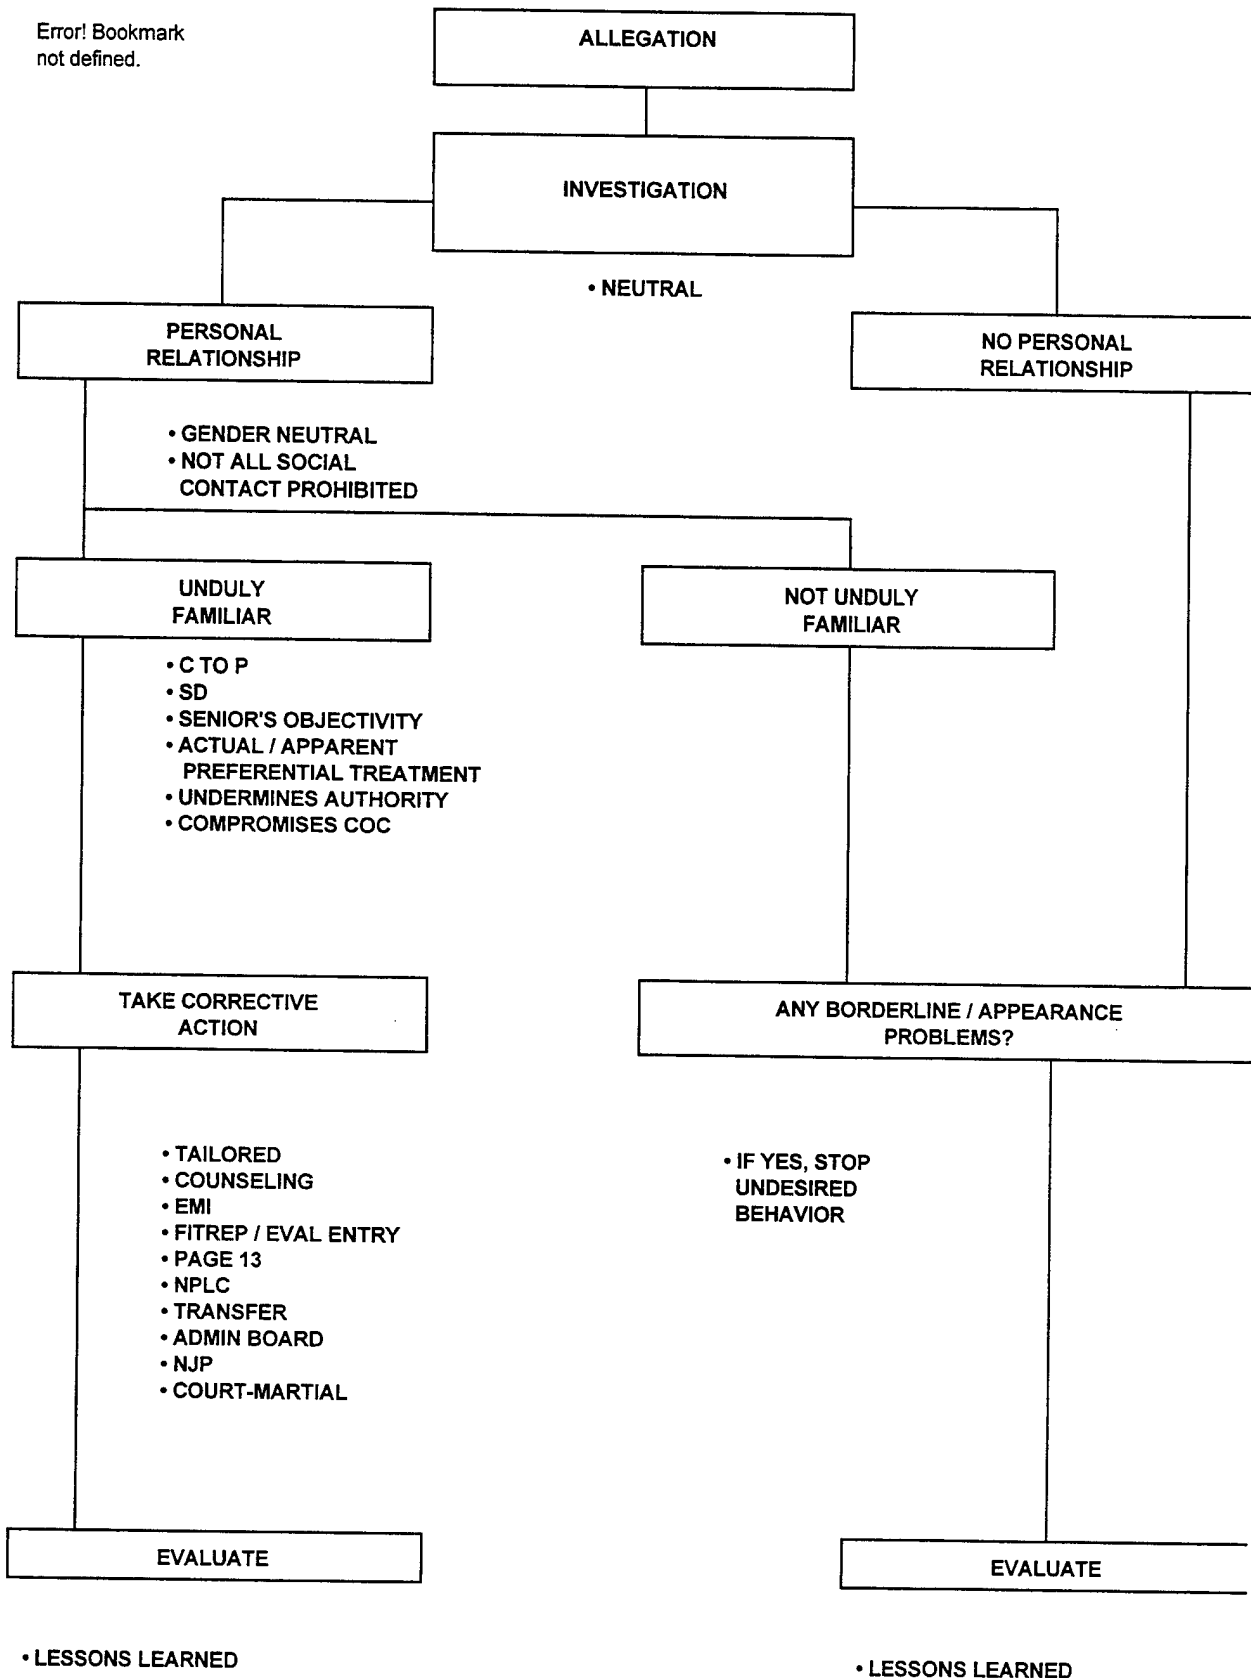 Error! Bookmark
not defined.
ALLEGATION
INVESTIGATION
• NEUTRAL
PERSONAL
RELATIONSHIP
NO PERSONAL
RELATIONSHIP
• GENDER NEUTRAL
• NOT ALL SOCIAL
CONTACT PROHIBITED
UNDULY
FAMILIAR
NOT UNDULY
FAMILIAR
• C TO P
• SD
• SENIOR'S OBJECTIVITY
• ACTUAL / APPARENT
PREFERENTIAL TREATMENT
• UNDERMINES AUTHORITY
• COMPROMISES COC
TAKE CORRECTIVE
ACTION
ANY BORDERLINE / APPEARANCE
PROBLEMS?
• TAILORED
• COUNSELING
• EMI
• FITREP / EVAL ENTRY
• PAGE 13
• NPLC
• TRANSFER
• ADMIN BOARD
• NJP
• COURT-MARTIAL
• IF YES, STOP
UNDESIRED
BEHAVIOR
EVALUATE
EVALUATE
• LESSONS LEARNED
• LESSONS LEARNED